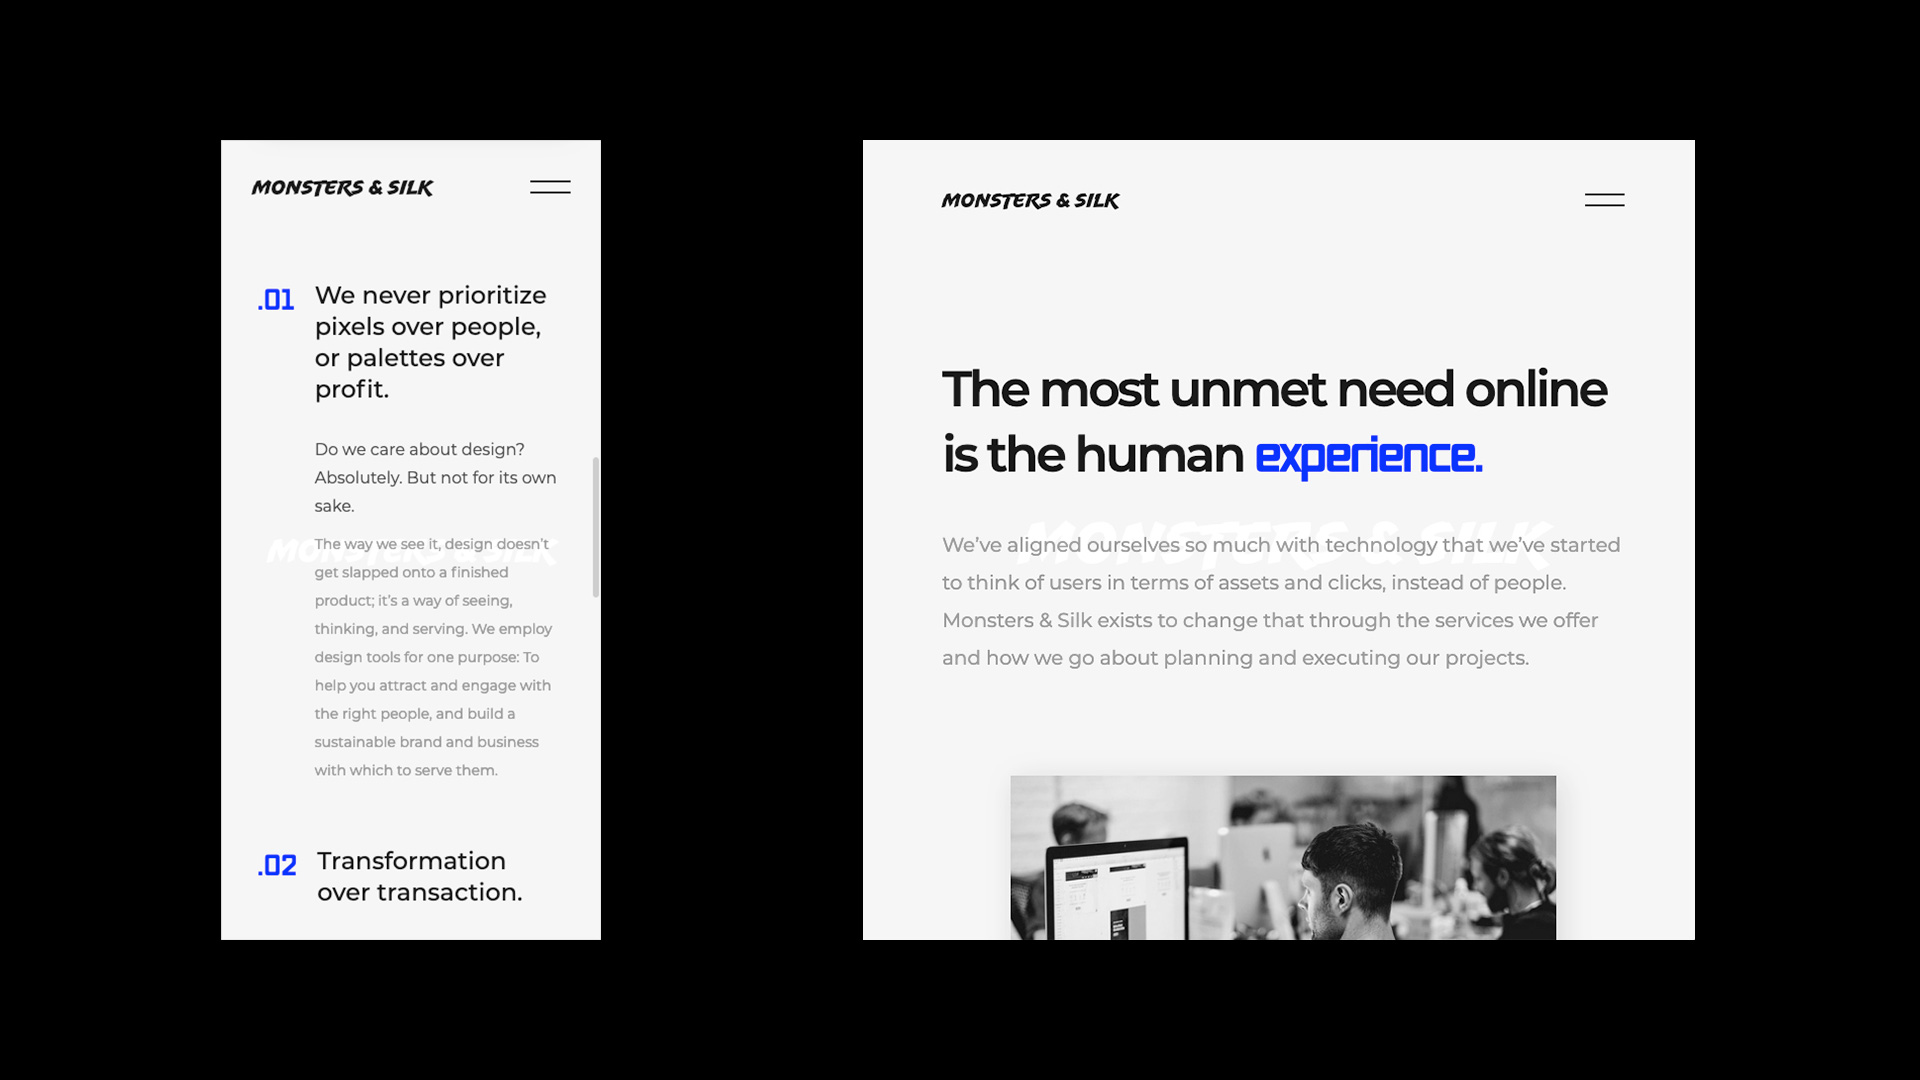 MONSTERS & SILK
.01
We never prioritize
pixels over people,
or palettes over
profit.
Do we care about design?
Absolutely. But not for its own
sake.
MONSTERS & SILK
The way we see it, design doesn’t
get slapped onto a finished
product; it’s a way of seeing,
thinking, and serving. We employ
design tools for one purpose: To
help you attract and engage with
the right people, and build a
sustainable brand and business
with which to serve them.
.02
Transformation
over transaction.
MONSTERS & SILK
The most unmet need online
is the human experience.
MONSTERS & SILK
We’ve aligned ourselves so much with technology that we’ve started
to think of users in terms of assets and clicks, instead of people.
Monsters & Silk exists to change that through the services we offer
and how we go about planning and executing our projects.